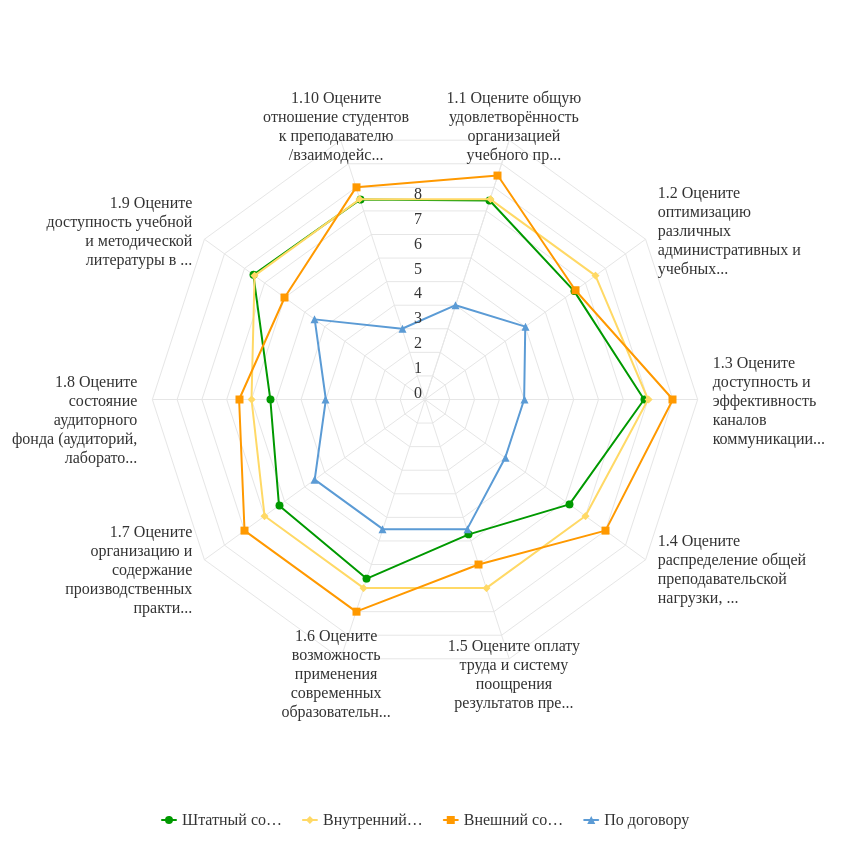 1.10 Оцените
отношение студентов
к преподавателю
/взаимодейс...
1.1 Оцените общую
удовлетворённость
организацией
учебного пр...
1.9 Оцените
доступность учебной
и методической
литературы в ...
1.2 Оцените
оптимизацию
различных
административных и
учебных...
8
7
6
5
4
3
2
1
0
1.8 Оцените
состояние
аудиторного
фонда (аудиторий,
лаборато...
1.3 Оцените
доступность и
эффективность
каналов
коммуникации...
1.7 Оцените
организацию и
содержание
производственных
практи...
1.4 Оцените
распределение общей
преподавательской
нагрузки, ...
1.6 Оцените
возможность
применения
современных
образовательн...
1.5 Оцените оплату
труда и систему
поощрения
результатов пре...
Штатный со…
Внутренний…
Внешний со…
По договору